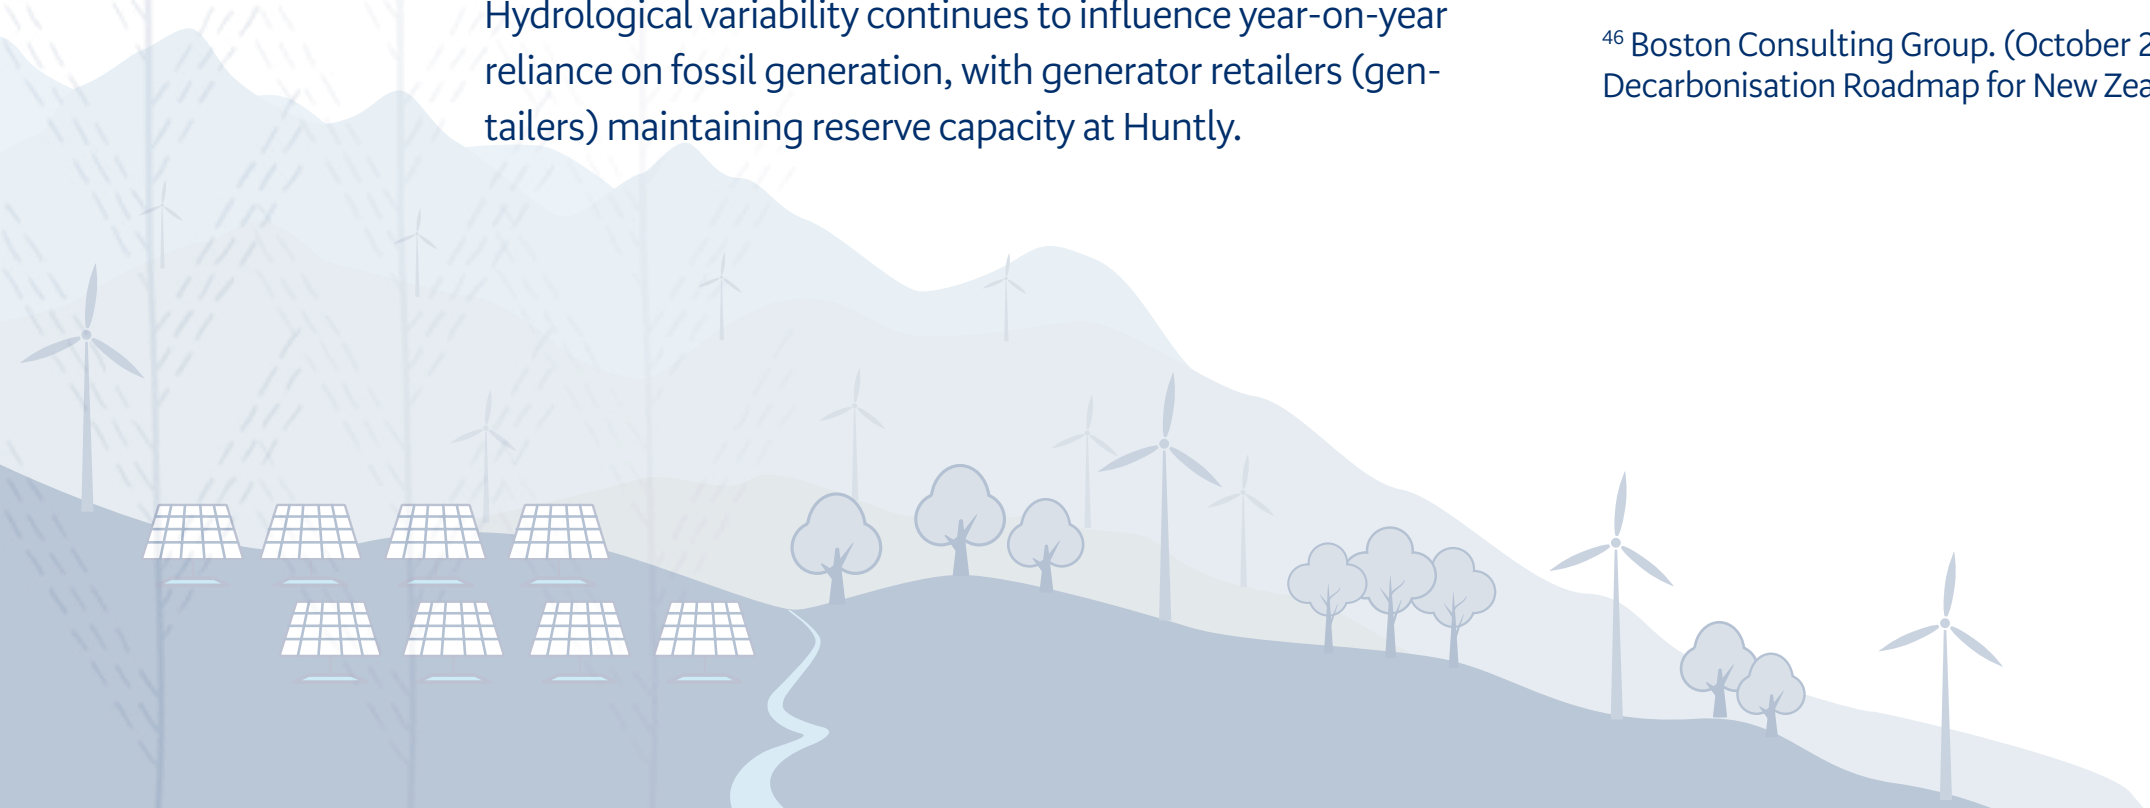 Hydrological variability continues to influence year-on-year
reliance on fossil generation, with generator retailers (gen-
tailers) maintaining reserve capacity at Huntly.
46 Boston Consulting Group. (October
Decarbonisation Roadmap for New